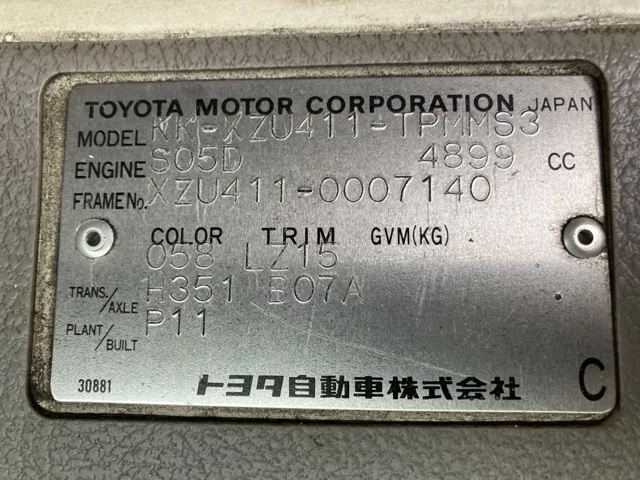 TOYOTA MOTOR CORPORATION JAPAN
MODEL KK-XZU411-TPMMS3
ENGINE S05D 4899 CC
FRAME No. XZU411-0007140
COLOR TRIM GVM(KG)
058 LZ15
TRANS./AXLE H351 B07A
PLANT/BUILT P11
30881 トヨタ自動車株式会社 C